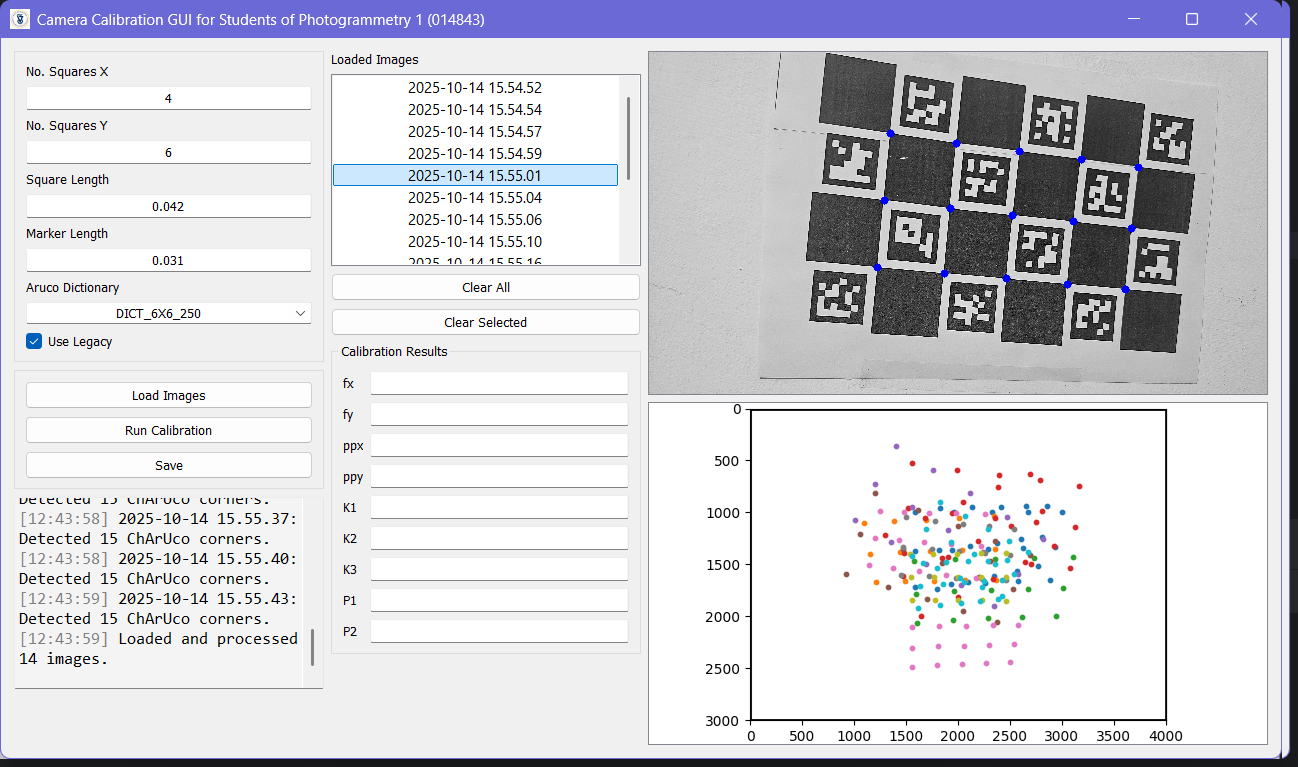 Camera Calibration GUI for Students of Photogrammetry 1 (014843)
No. Squares X
4
No. Squares Y
6
Square Length
0.042
Marker Length
0.031
Aruco Dictionary
DICT_6X6_250
Use Legacy
Load Images
Run Calibration
Save
Detected 15 ChArUco corners.
[12:43:58] 2025-10-14 15.55.37:
Detected 15 ChArUco corners.
[12:43:58] 2025-10-14 15.55.40:
Detected 15 ChArUco corners.
[12:43:59] 2025-10-14 15.55.43:
Detected 15 ChArUco corners.
[12:43:59] Loaded and processed
14 images.
Loaded Images
2025-10-14 15.54.52
2025-10-14 15.54.54
2025-10-14 15.54.57
2025-10-14 15.54.59
2025-10-14 15.55.01
2025-10-14 15.55.04
2025-10-14 15.55.06
2025-10-14 15.55.10
2025-10-14 15.55.16
Clear All
Clear Selected
Calibration Results
fx
fy
ppx
ppy
K1
K2
K3
P1
P2
0
500
1000
1500
2000
2500
3000
0 500 1000 1500 2000 2500 3000 3500 4000